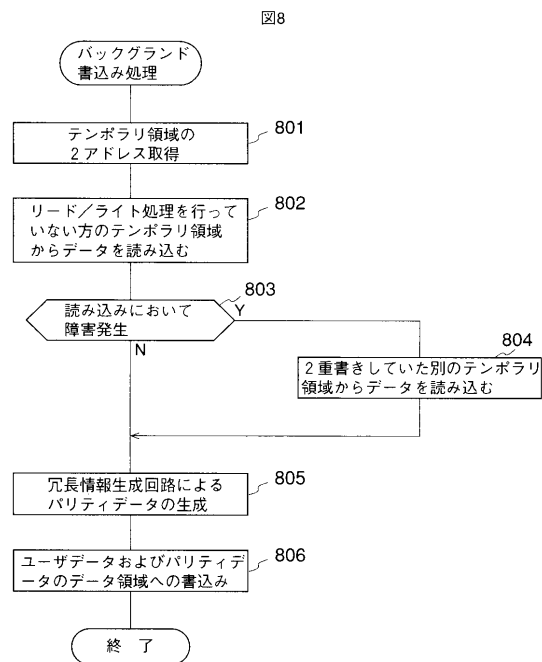 図8
バックグランド
書込み処理
テンポラリ領域の
2アドレス取得
801
リード／ライト処理を行って
いない方のテンポラリ領域
からデータを読み込む
802
読み込みにおいて
障害発生
803
Y
N
804
2重書きしていた別のテンポラリ
領域からデータを読み込む
冗長情報生成回路による
パリティデータの生成
805
ユーザデータおよびパリティデ
ータのデータ領域への書込み
806
終 了